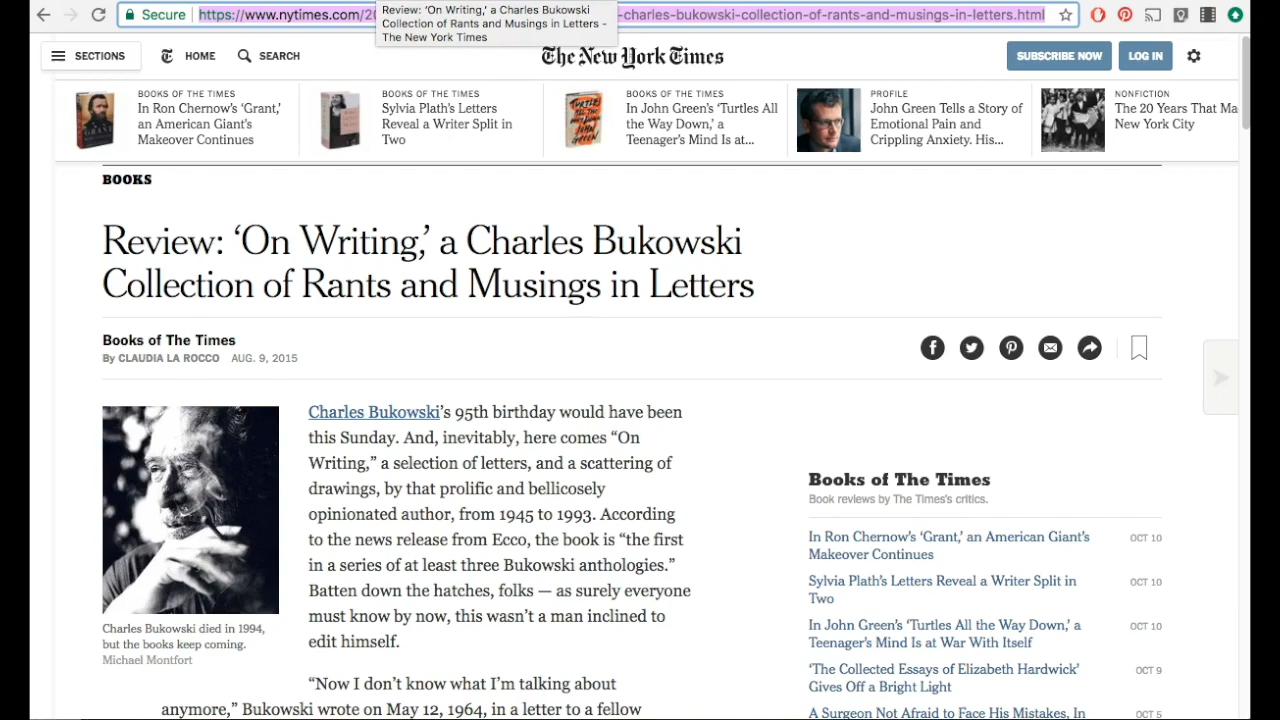 Secure
https://www.nytimes.com/20
-charles-bukowski-collection-of-rants-and-musings-in-letters.html
Review: ‘On Writing,’ a Charles Bukowski
Collection of Rants and Musings in Letters -
The New York Times
SECTIONS
HOME
SEARCH
The New York Times
SUBSCRIBE NOW
LOG IN
BOOKS OF THE TIMES
In Ron Chernow’s ‘Grant,’
an American Giant’s
Makeover Continues
BOOKS OF THE TIMES
Sylvia Plath’s Letters
Reveal a Writer Split in
Two
BOOKS OF THE TIMES
In John Green’s ‘Turtles All
the Way Down,’ a
Teenager’s Mind Is at...
PROFILE
John Green Tells a Story of
Emotional Pain and
Crippling Anxiety. His...
NONFICTION
The 20 Years That Ma
New York City
BOOKS
Review: ‘On Writing,’ a Charles Bukowski
Collection of Rants and Musings in Letters
Books of The Times
By CLAUDIA LA ROCCO AUG. 9, 2015
Charles Bukowski died in 1994,
but the books keep coming.
Michael Montfort
Charles Bukowski’s 95th birthday would have been
this Sunday. And, inevitably, here comes “On
Writing,” a selection of letters, and a scattering of
drawings, by that prolific and bellicosely
opinionated author, from 1945 to 1993. According
to the news release from Ecco, the book is “the first
in a series of at least three Bukowski anthologies.”
Batten down the hatches, folks — as surely everyone
must know by now, this wasn’t a man inclined to
edit himself.
“Now I don’t know what I’m talking about
anymore,” Bukowski wrote on May 12, 1964, in a letter to a fellow
Books of The Times
Book reviews by The Times's critics.
In Ron Chernow’s ‘Grant,’ an American Giant’s
Makeover Continues
OCT 10
Sylvia Plath’s Letters Reveal a Writer Split in
Two
OCT 10
In John Green’s ‘Turtles All the Way Down,’ a
Teenager’s Mind Is at War With Itself
OCT 10
‘The Collected Essays of Elizabeth Hardwick’
Gives Off a Bright Light
OCT 9
A Surgeon Not Afraid to Face His Mistakes, In
OCT 5